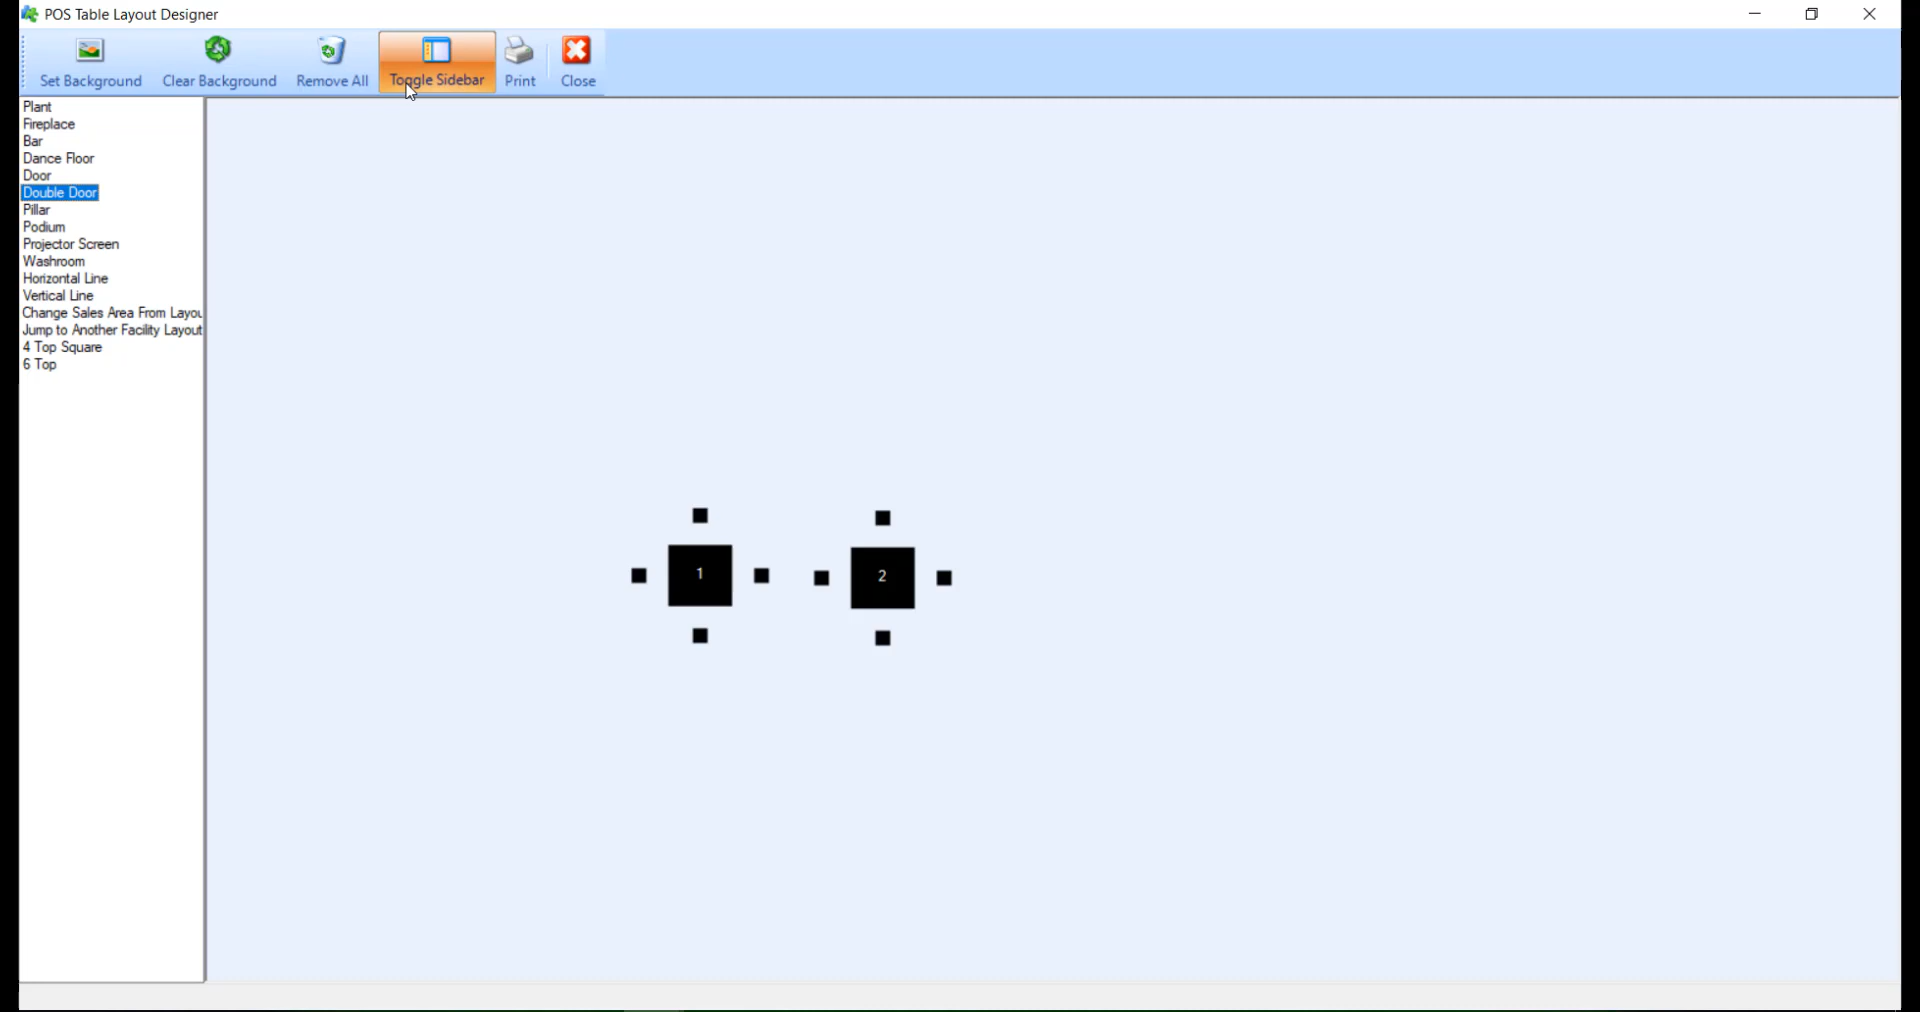 POS Table Layout Designer
Set Background
Clear Background
Remove All
Toggle Sidebar
Print
Close
Plant
Fireplace
Bar
Dance Floor
Door
Double Door
Pillar
Podium
Projector Screen
Washroom
Horizontal Line
Vertical Line
Change Sales Area From Layou
Jump to Another Facility Layout
4 Top Square
6 Top
1
2